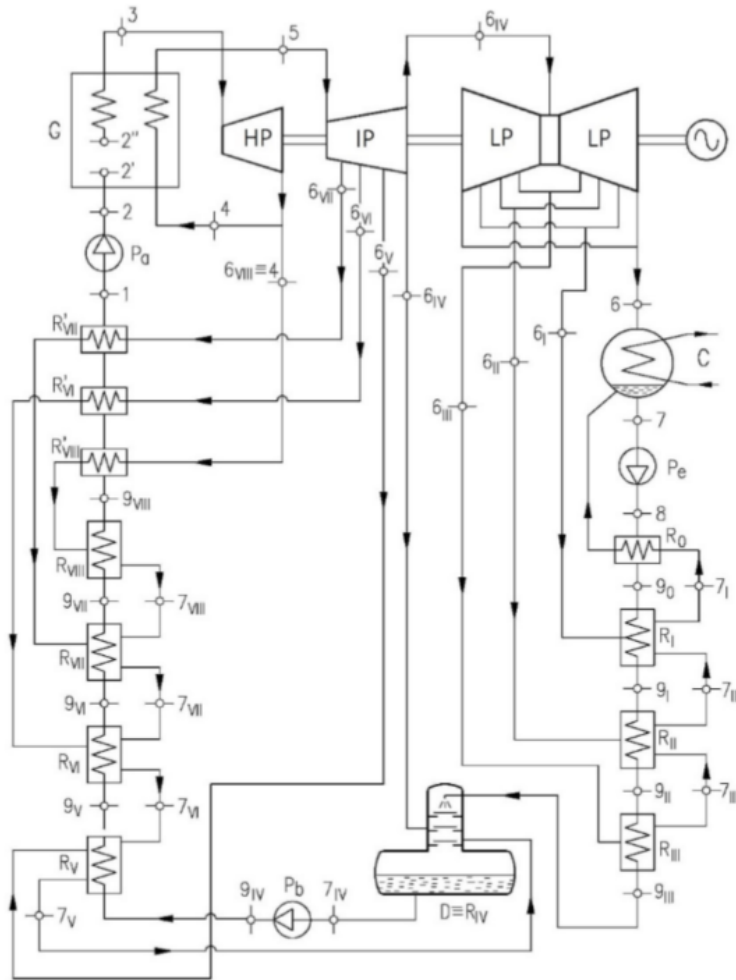 3
5
6IV
G
2"
2'
HP
IP
LP
LP
2
4
6VII
6VI
6V
Pa
6VIII≡4
6IV
1
6
R'VII
6I
C
6II
R'VI
6III
7
R'VIII
Pe
9VIII
8
R0
RVIII
90
7I
9VII
7VIII
RI
RVII
9I
7II
9VI
7VII
RII
RVI
9II
7III
9V
7VI
RIII
RV
9IV
Pb
7IV
D≡RIV
9III
7V